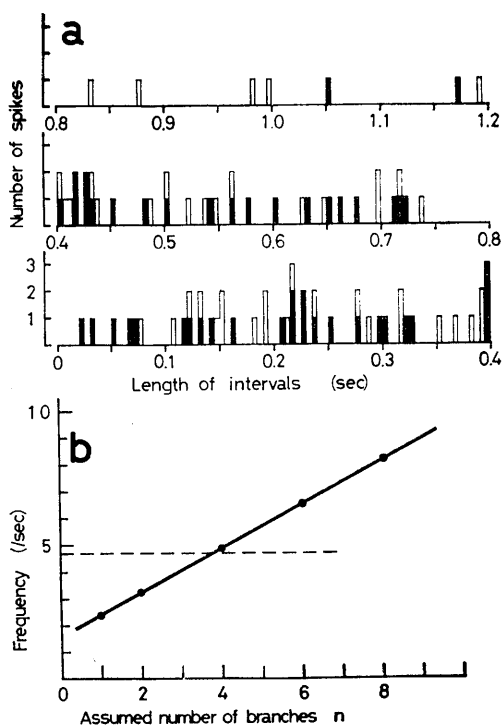 a
Number of spikes
0.8 0.9 1.0 1.1 1.2
0.4 0.5 0.6 0.7 0.8
3
2
1
0 0.1 0.2 0.3 0.4
Length of intervals (sec)
b
10
5
Frequency (/sec)
0 2 4 6 8
Assumed number of branches n